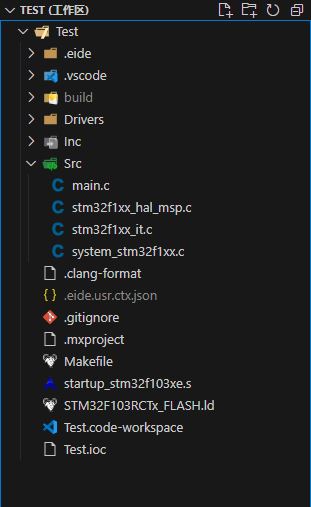 TEST (工作区)
Test
.eide
.vscode
build
Drivers
Inc
Src
main.c
stm32f1xx_hal_msp.c
stm32f1xx_it.c
system_stm32f1xx.c
.clang-format
.eide.usr.ctx.json
.gitignore
.mxproject
Makefile
startup_stm32f103xe.s
STM32F103RCTx_FLASH.ld
Test.code-workspace
Test.ioc